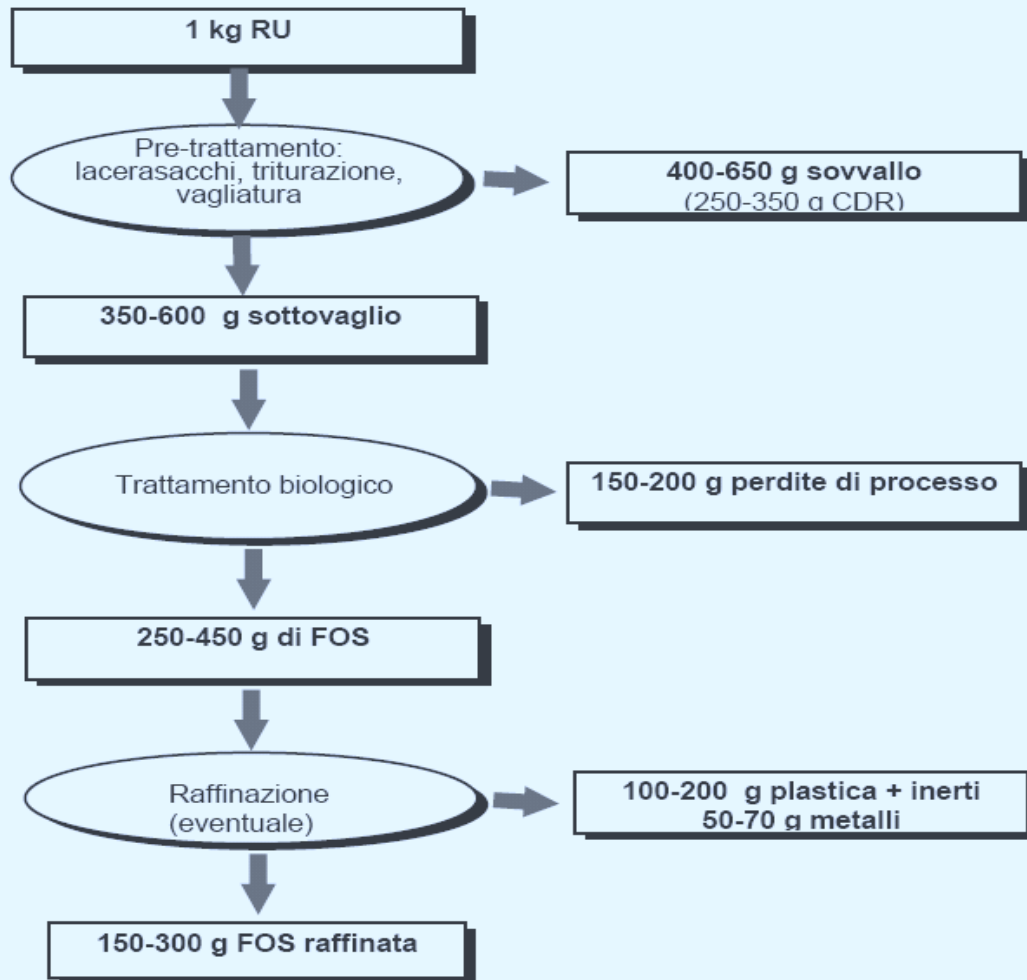 1 kg RU
Pre-trattamento:
lacerasacchi, triturazione,
vagliatura
400-650 g sovvallo
(250-350 g CDR)
350-600 g sottovaglio
Trattamento biologico
150-200 g perdite di processo
250-450 g di FOS
Raffinazione
(eventuale)
100-200 g plastica + inerti
50-70 g metalli
150-300 g FOS raffinata